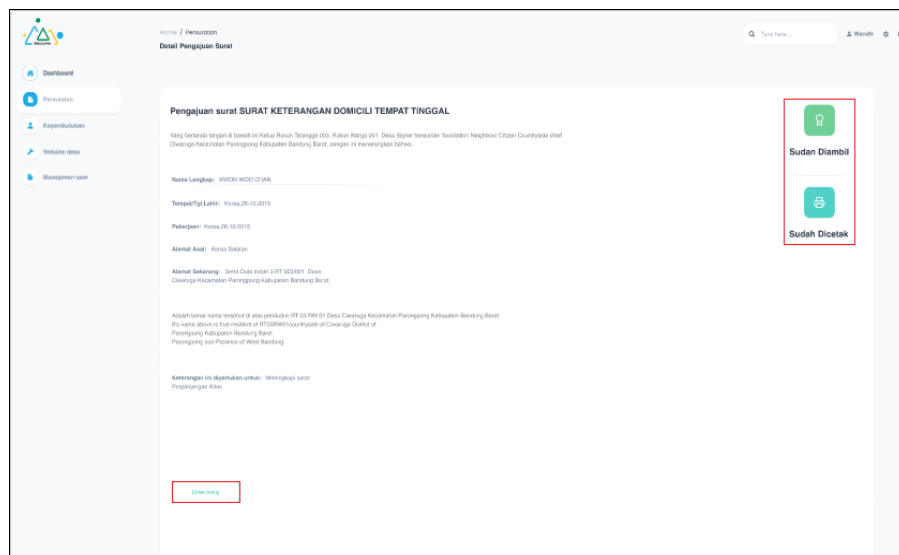 Home / Persuratan
Detail Pengajuan Surat
Type here...
Wandh
Dashboard
Persuratan
Kependudukan
Website desa
Manajemen user
Pengajuan surat SURAT KETERANGAN DOMICILI TEMPAT TINGGAL
Yang bertanda tangan di bawah ini Ketua Rukun Tetangga 003. Rukun Warga 001 Desa Signer hereunder foundation Neighbour Citizen Countryside chief
Ciwaruga Kecamatan Parongpong Kabupaten Bandung Barat, dengan ini menerangkan bahwa:
Sudah Diambil
Nama Lengkap: KWON WOO CHAN
Tempat/Tgl.Lahir: Korea,26-10-2015
Sudah Dicetak
Pekerjaan: Korea,26-10-2015
Alamat Asal: Korea Selatan
Alamat Sekarang: Setra Duta Indah 3 RT 003/001 Desa
Ciwaruga Kecamatan Parongpong Kabupaten Bandung Barat.
Adalah benar nama tersebut di atas penduduk RT 03 RW 01 Desa Ciwaruga Kecamatan Parongpong Kabupaten Bandung Barat
ths name above is true resident of RT03RW01countryside of Ciwaruga District of
Parongpong Kabupaten Bandung Barat.
Parongpong sub-Province of West Bandung.
Keterangan ini diperlukan untuk: Melengkapi surat
Perpanjangan Kitas
Cetak Ulang